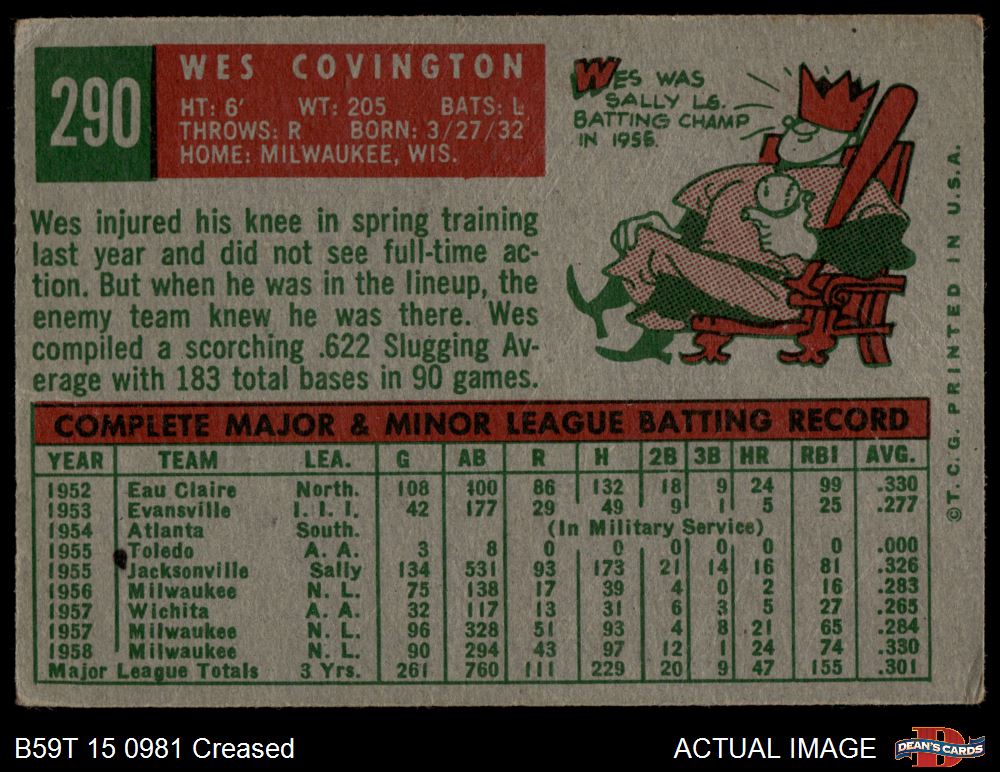 290
WES COVINGTON
HT: 6' WT: 205 BATS: L
THROWS: R BORN: 3/27/32
HOME: MILWAUKEE, WIS.
WES WAS
SALLY LG.
BATTING CHAMP
IN 1955.
Wes injured his knee in spring training
last year and did not see full-time ac-
tion. But when he was in the lineup, the
enemy team knew he was there. Wes
compiled a scorching .622 Slugging Av-
erage with 183 total bases in 90 games.
COMPLETE MAJOR & MINOR LEAGUE BATTING RECORD
YEAR TEAM LEA. G AB R H 2B 3B HR RBI AVG.
1952 Eau Claire North. 108 400 86 132 18 9 24 99 .330
1953 Evansville I. I. I. 42 177 29 49 9 1 5 25 .277
1954 Atlanta South. (In Military Service)
1955 Toledo A. A. 3 8 0 0 0 0 0 0 .000
1955 Jacksonville Sally 134 531 93 173 21 14 16 81 .326
1956 Milwaukee N. L. 75 138 17 39 4 0 2 16 .283
1957 Wichita A. A. 32 117 13 31 6 3 5 27 .265
1957 Milwaukee N. L. 96 328 51 93 4 8 21 65 .284
1958 Milwaukee N. L. 90 294 43 97 12 1 24 74 .330
Major League Totals 3 Yrs. 261 760 111 229 20 9 47 155 .301
©T. C. G. PRINTED IN U.S.A.
B59T 15 0981 Creased
ACTUAL IMAGE
DEAN'S CARDS